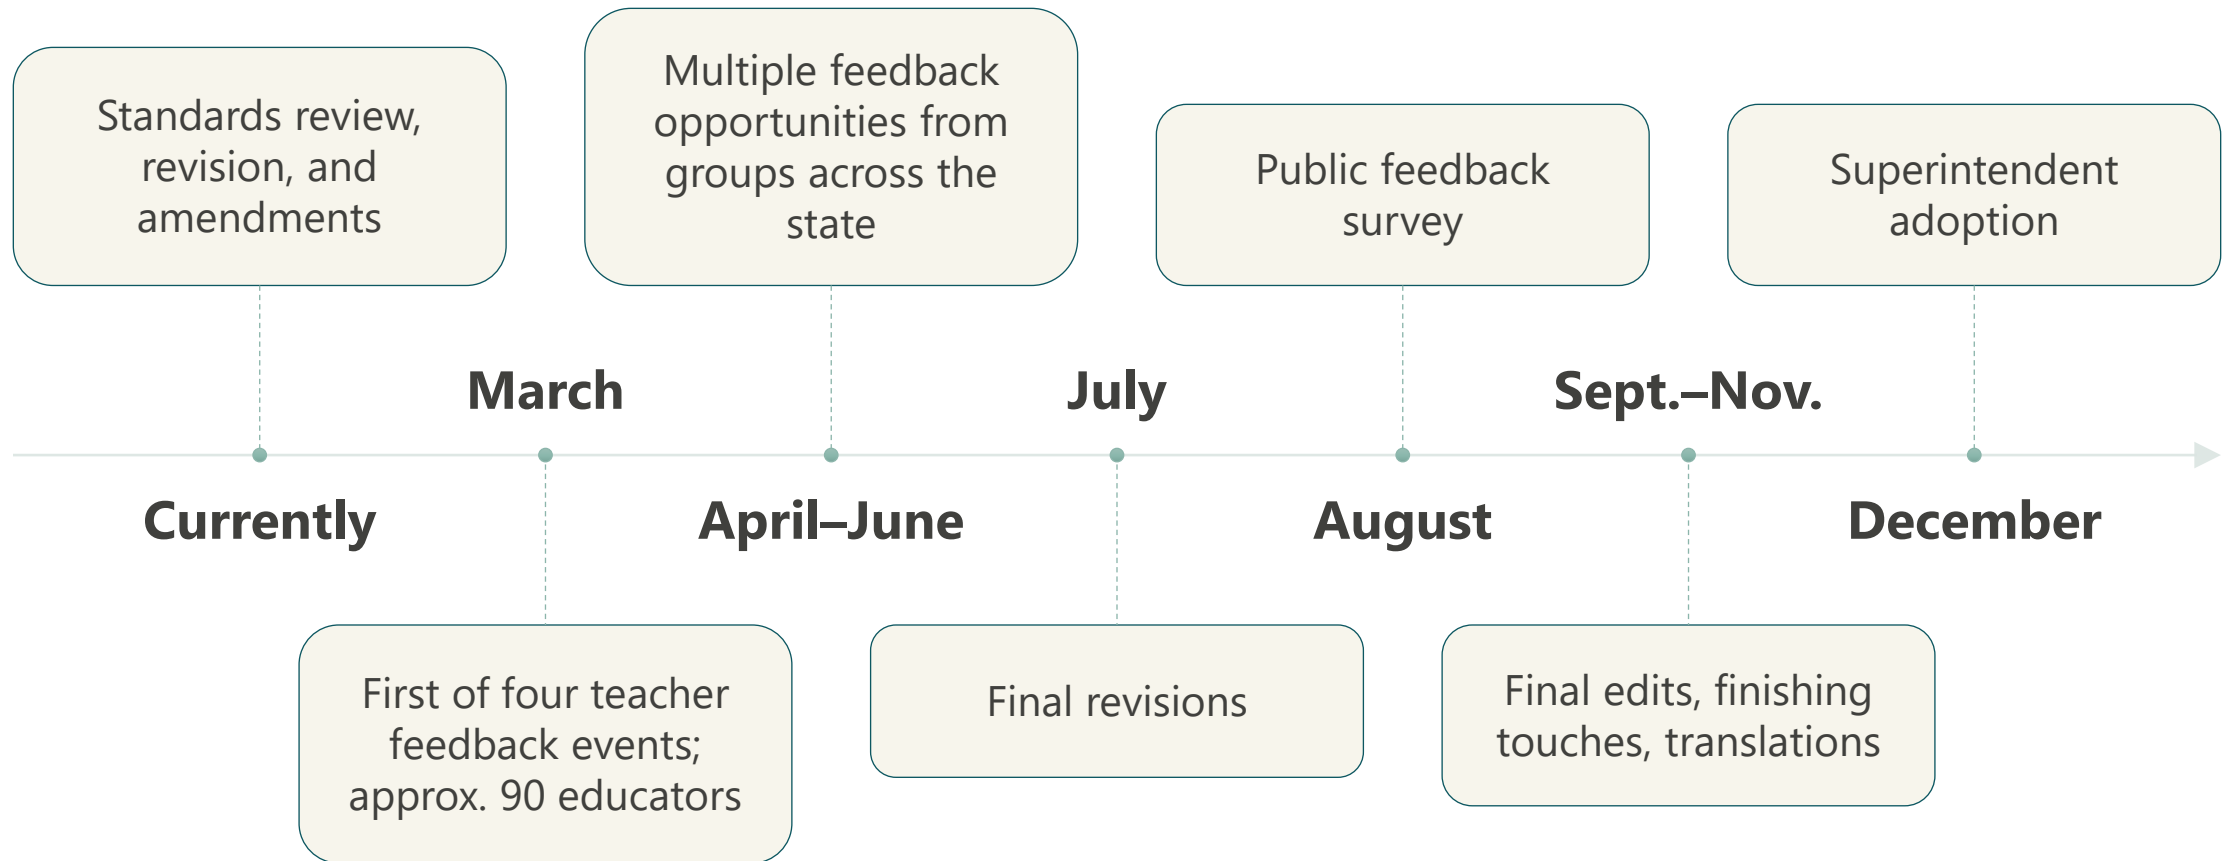 Standards review,
revision, and
amendments
Currently
March
First of four teacher
feedback events;
approx. 90 educators
Multiple feedback
opportunities from
groups across the
state
April–June
July
Final revisions
Public feedback
survey
August
Sept.–Nov.
Final edits, finishing
touches, translations
Superintendent
adoption
December